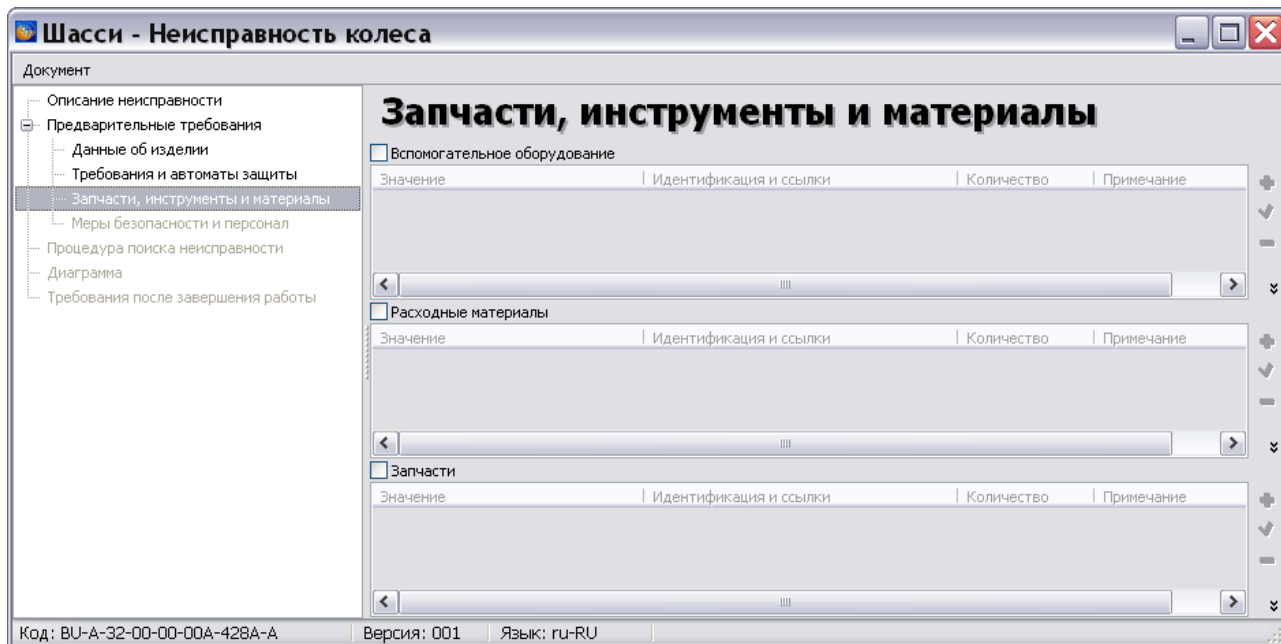 Шасси - Неисправность колеса
Документ
Описание неисправности
Предварительные требования
Данные об изделии
Требования и автоматы защиты
Запчасти, инструменты и материалы
Меры безопасности и персонал
Процедура поиска неисправности
Диаграмма
Требования после завершения работы
Запчасти, инструменты и материалы
Вспомогательное оборудование
Значение Идентификация и ссылки Количество Примечание
Расходные материалы
Значение Идентификация и ссылки Количество Примечание
Запчасти
Значение Идентификация и ссылки Количество Примечание
Код: BU-A-32-00-00-00A-428A-A Версия: 001 Язык: ru-RU